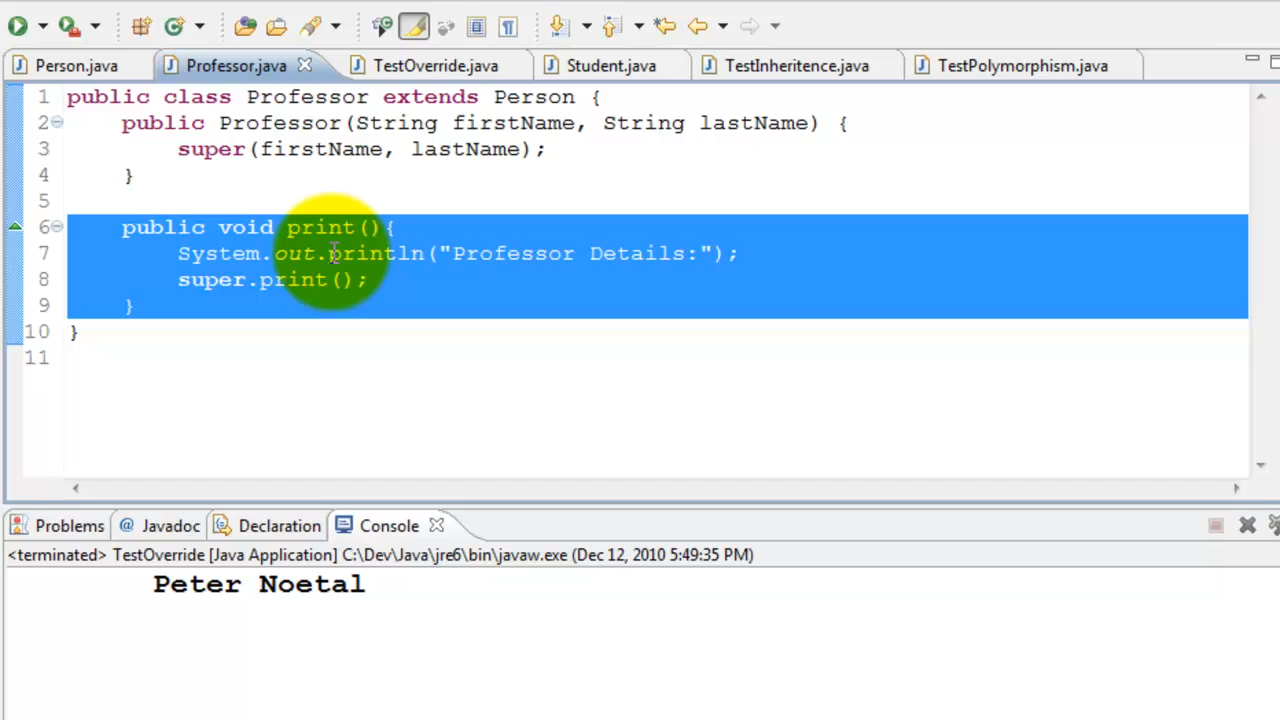 Person.java Professor.java TestOverride.java Student.java TestInheritence.java TestPolymorphism.java
1 public class Professor extends Person {
2 public Professor(String firstName, String lastName) {
3 super(firstName, lastName);
4 }
5
6 public void print(){
7 System.out.println("Professor Details:");
8 super.print();
9 }
10 }
11
Problems @ Javadoc Declaration Console
<terminated> TestOverride [Java Application] C:\Dev\Java\jre6\bin\javaw.exe (Dec 12, 2010 5:49:35 PM)
Peter Noetal